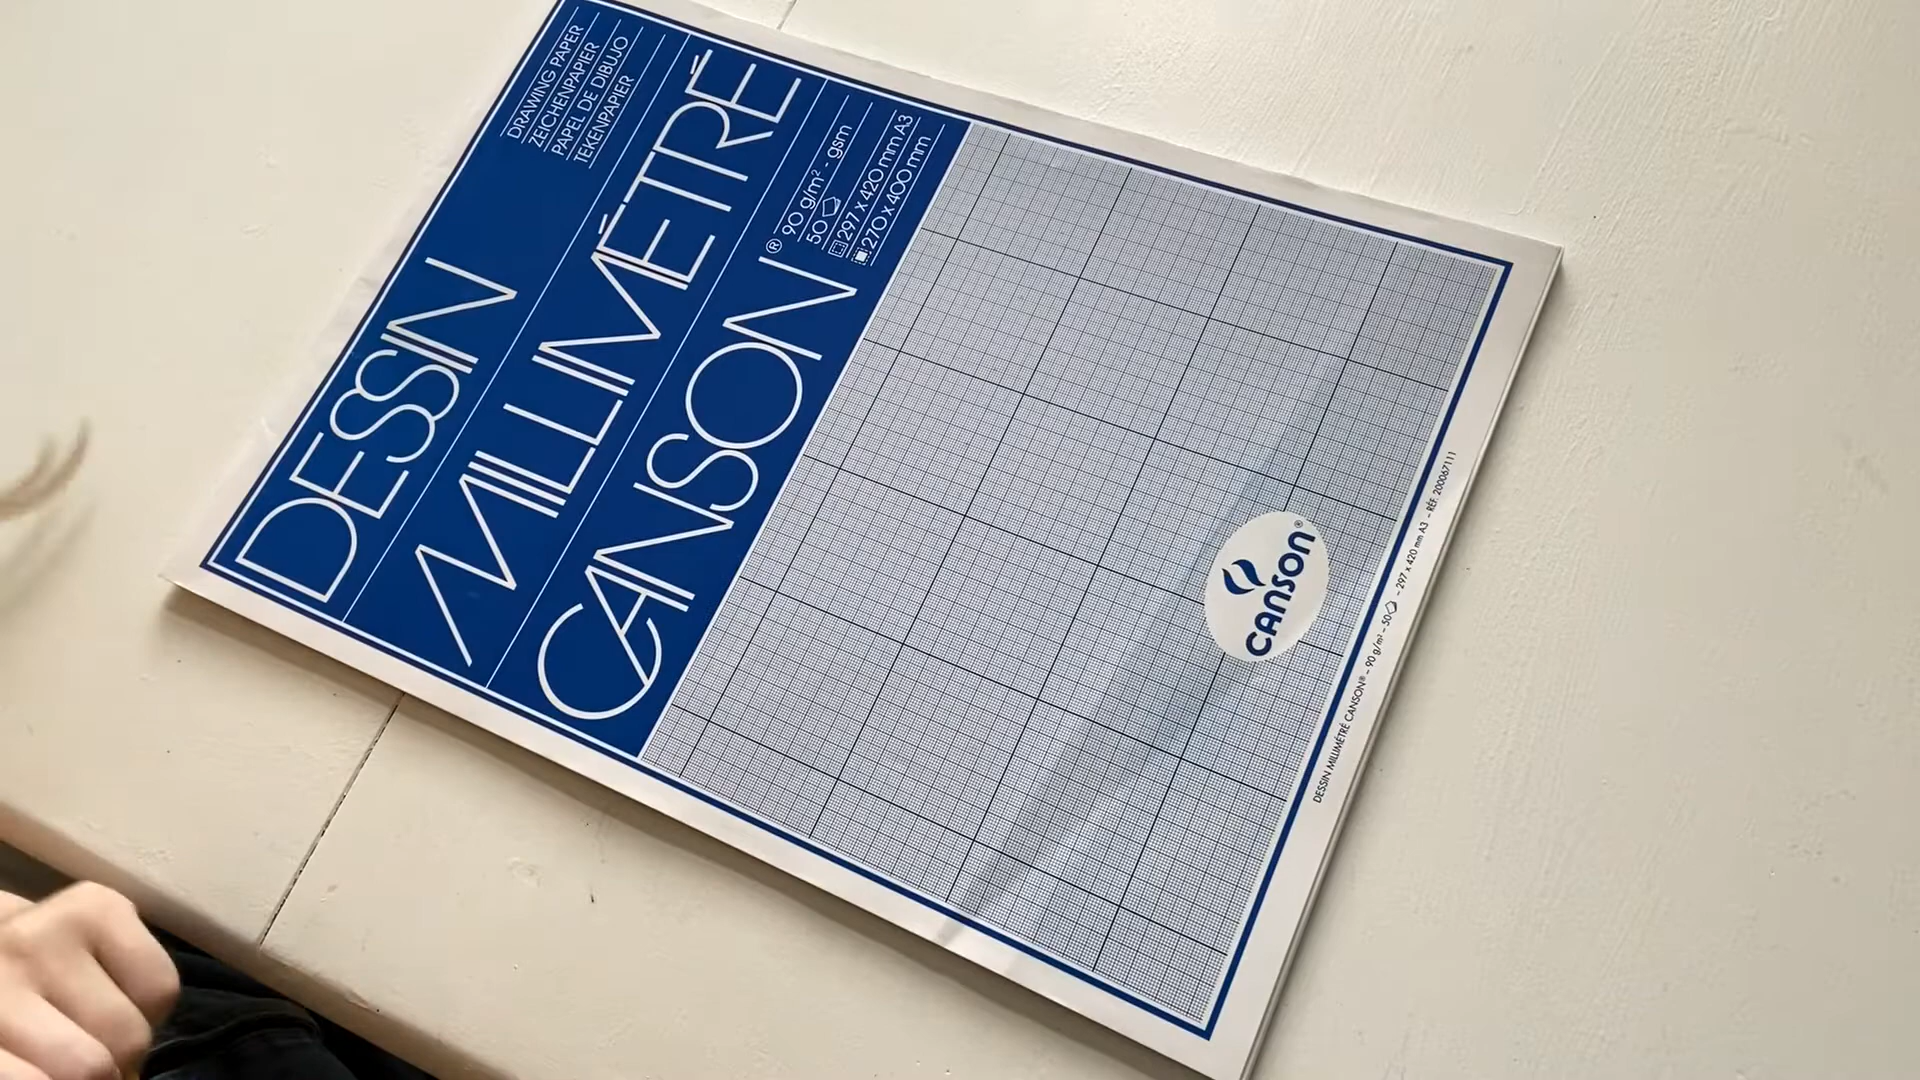 DRAWING PAPER
ZEICHENPAPIER
PAPEL DE DIBUJO
TEKENPAPIER
DESSIN
MILLIMÉTRÉ
CANSON®
90 g/m² - gsm
50
297 x 420 mm A3
270 x 400 mm
CANSON®
DESSIN MILLIMÉTRÉ CANSON® – 90 g/m² – 50 – 297 x 420 mm A3 – RÉF. 200067111